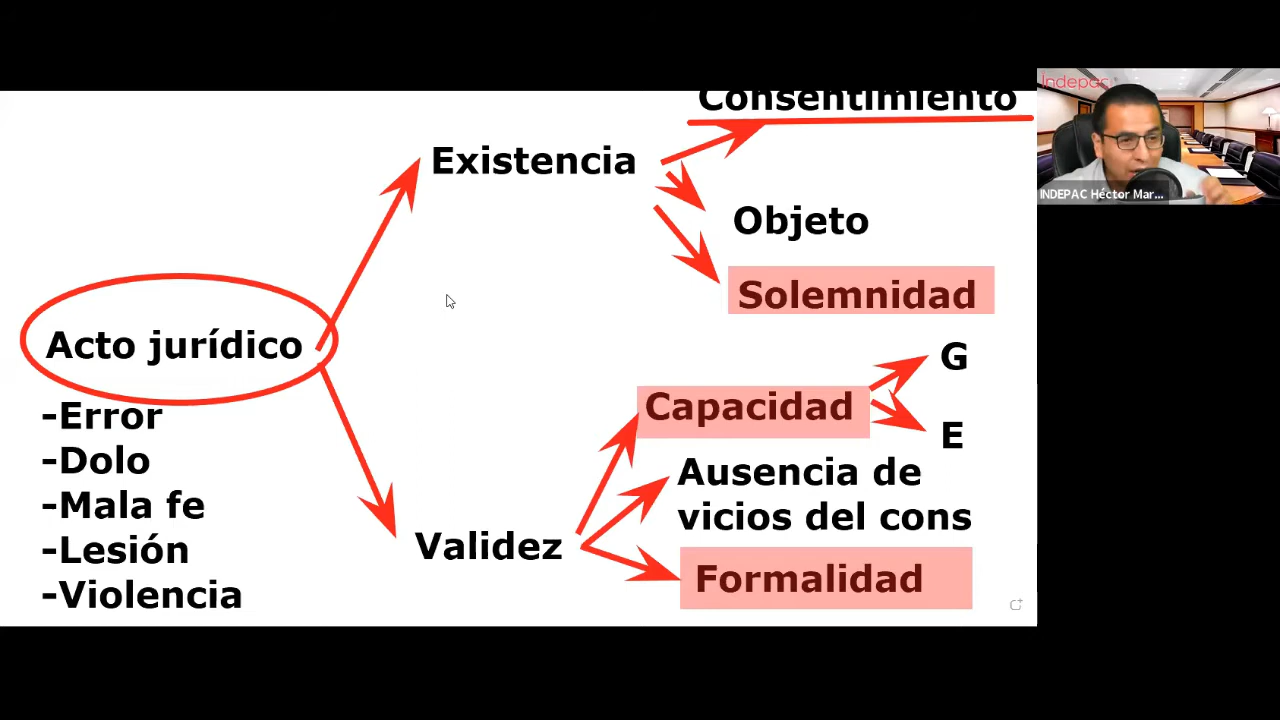 Consentimiento
Existencia
Objeto
Solemnidad
Acto jurídico
-Error
-Dolo
-Mala fe
-Lesión
-Violencia
Validez
Capacidad
G
E
Ausencia de
vicios del cons
Formalidad
Indepac
INDEPAC Héctor Mar...